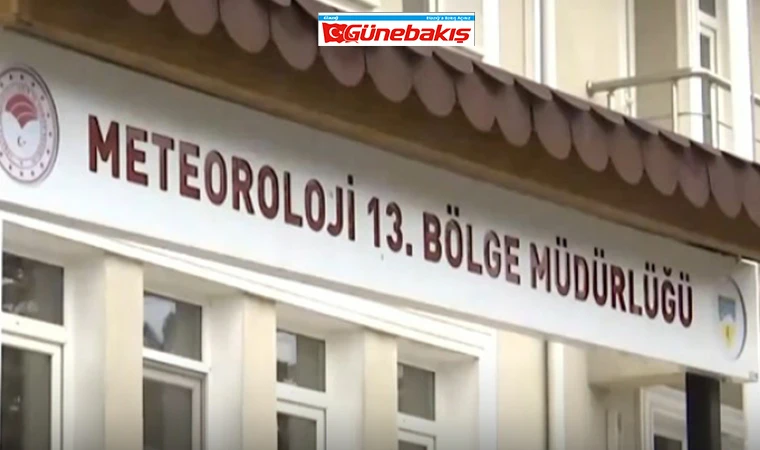 Günebakış
METEOROLOJİ 13. BÖLGE MÜDÜRLÜĞÜ